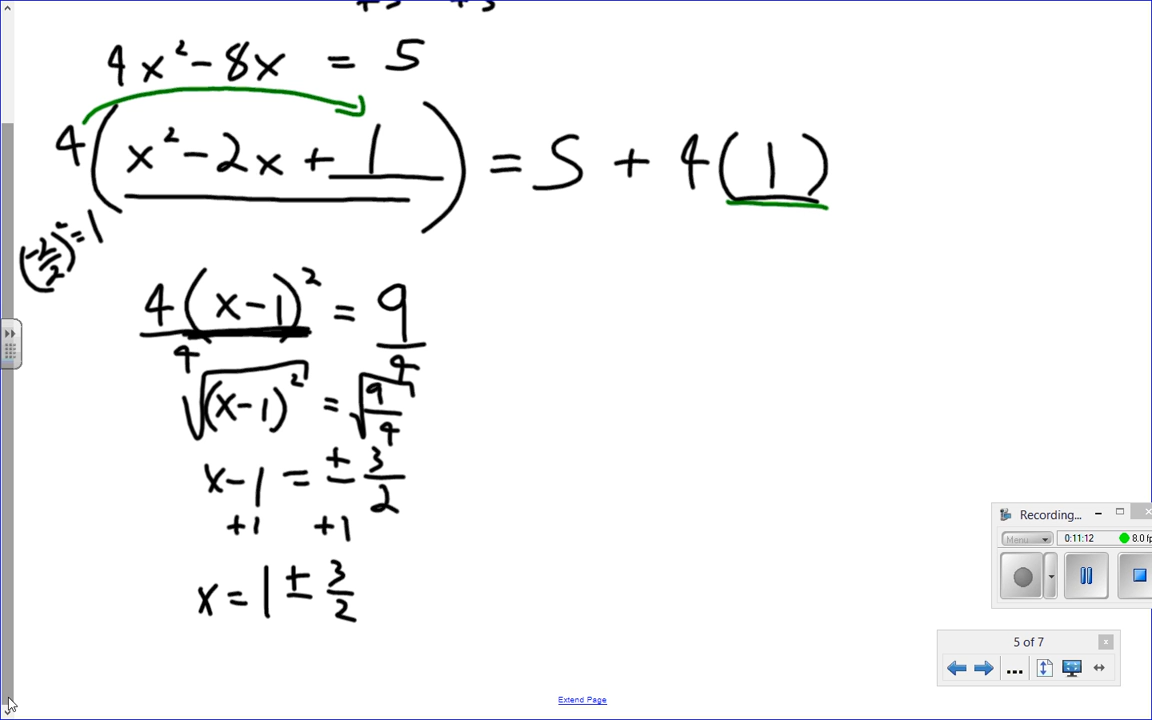 +5 +5
4x² - 8x = 5
4(x² - 2x + 1) = 5 + 4(1)
(-2/2)² = 1
4(x-1)²/4 = 9/4
√(x-1)² = √9/4
x-1 = ± 3/2
+1 +1
x = 1 ± 3/2
Recording...
Menu
0:11:12
8.0 fp
5 of 7
Extend Page